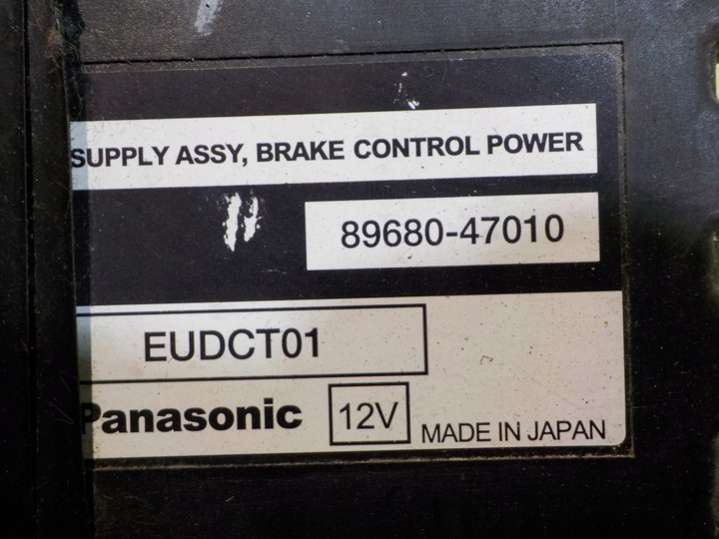 SUPPLY ASSY, BRAKE CONTROL POWER
89680-47010
EUDCT01
Panasonic
12V
MADE IN JAPAN